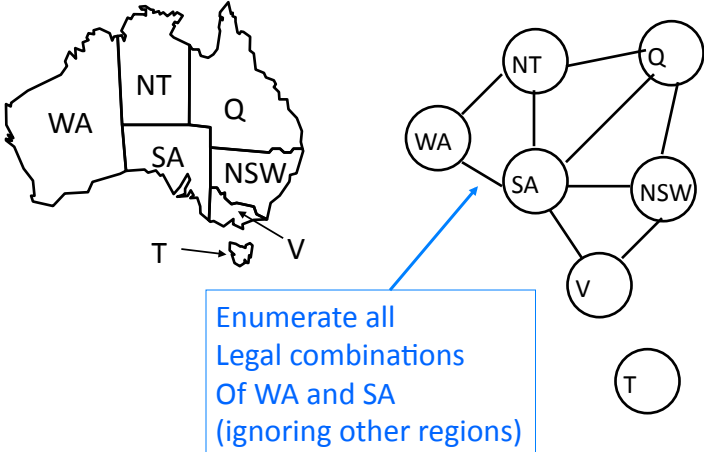 NT
WA
Q
SA
NSW
T
V
NT
Q
WA
SA
NSW
V
T
Enumerate all
Legal combinations
Of WA and SA
(ignoring other regions)